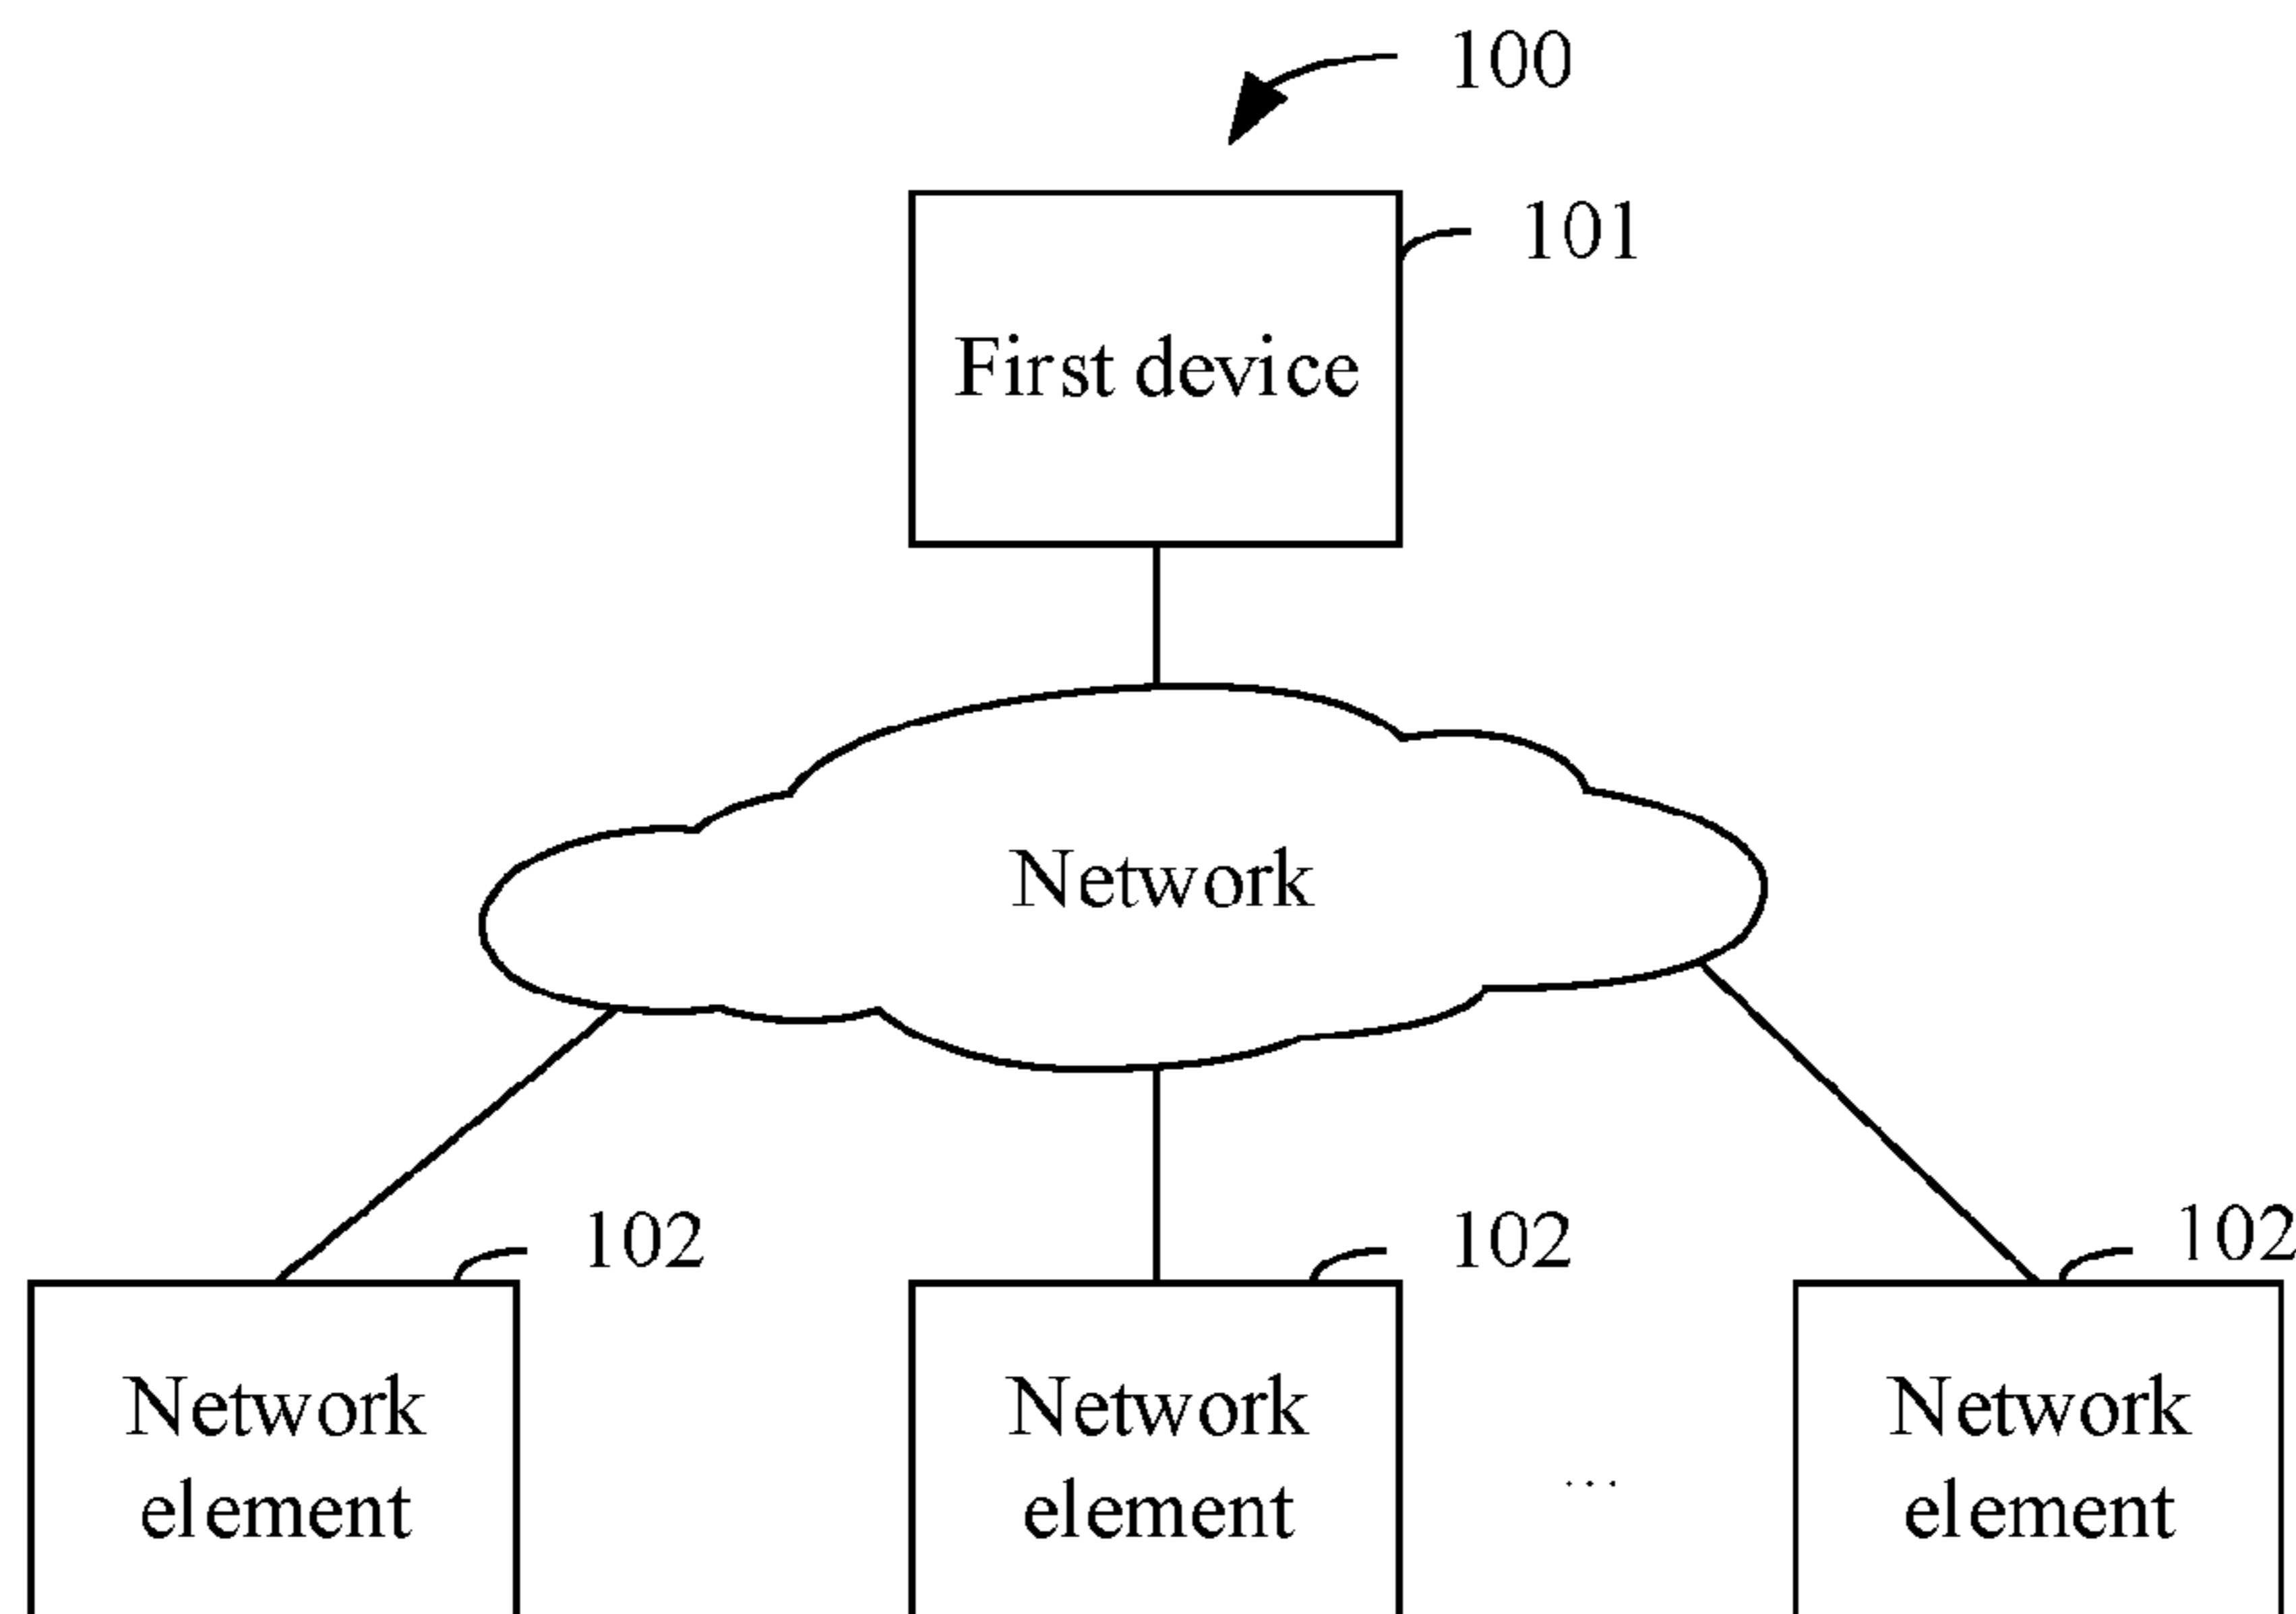 100
101
First device
Network
102
102
102
Network
element
Network
element
...
Network
element